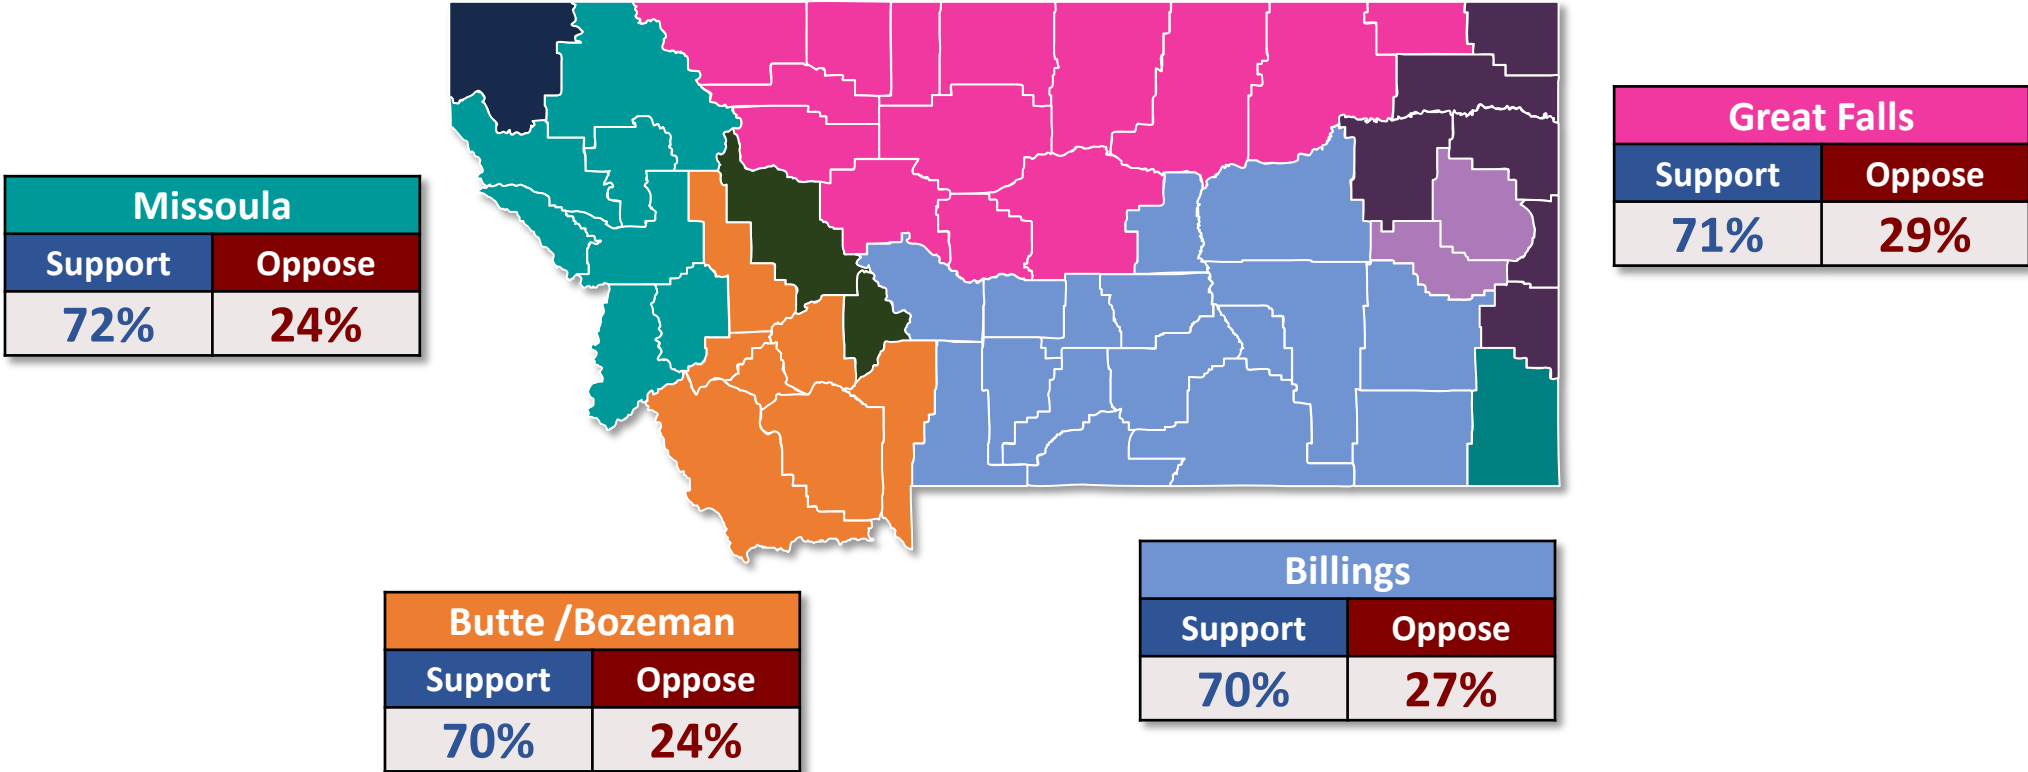 Great Falls
Support Oppose
71% 29%
Missoula
Support Oppose
72% 24%
Billings
Support Oppose
70% 27%
Butte /Bozeman
Support Oppose
70% 24%